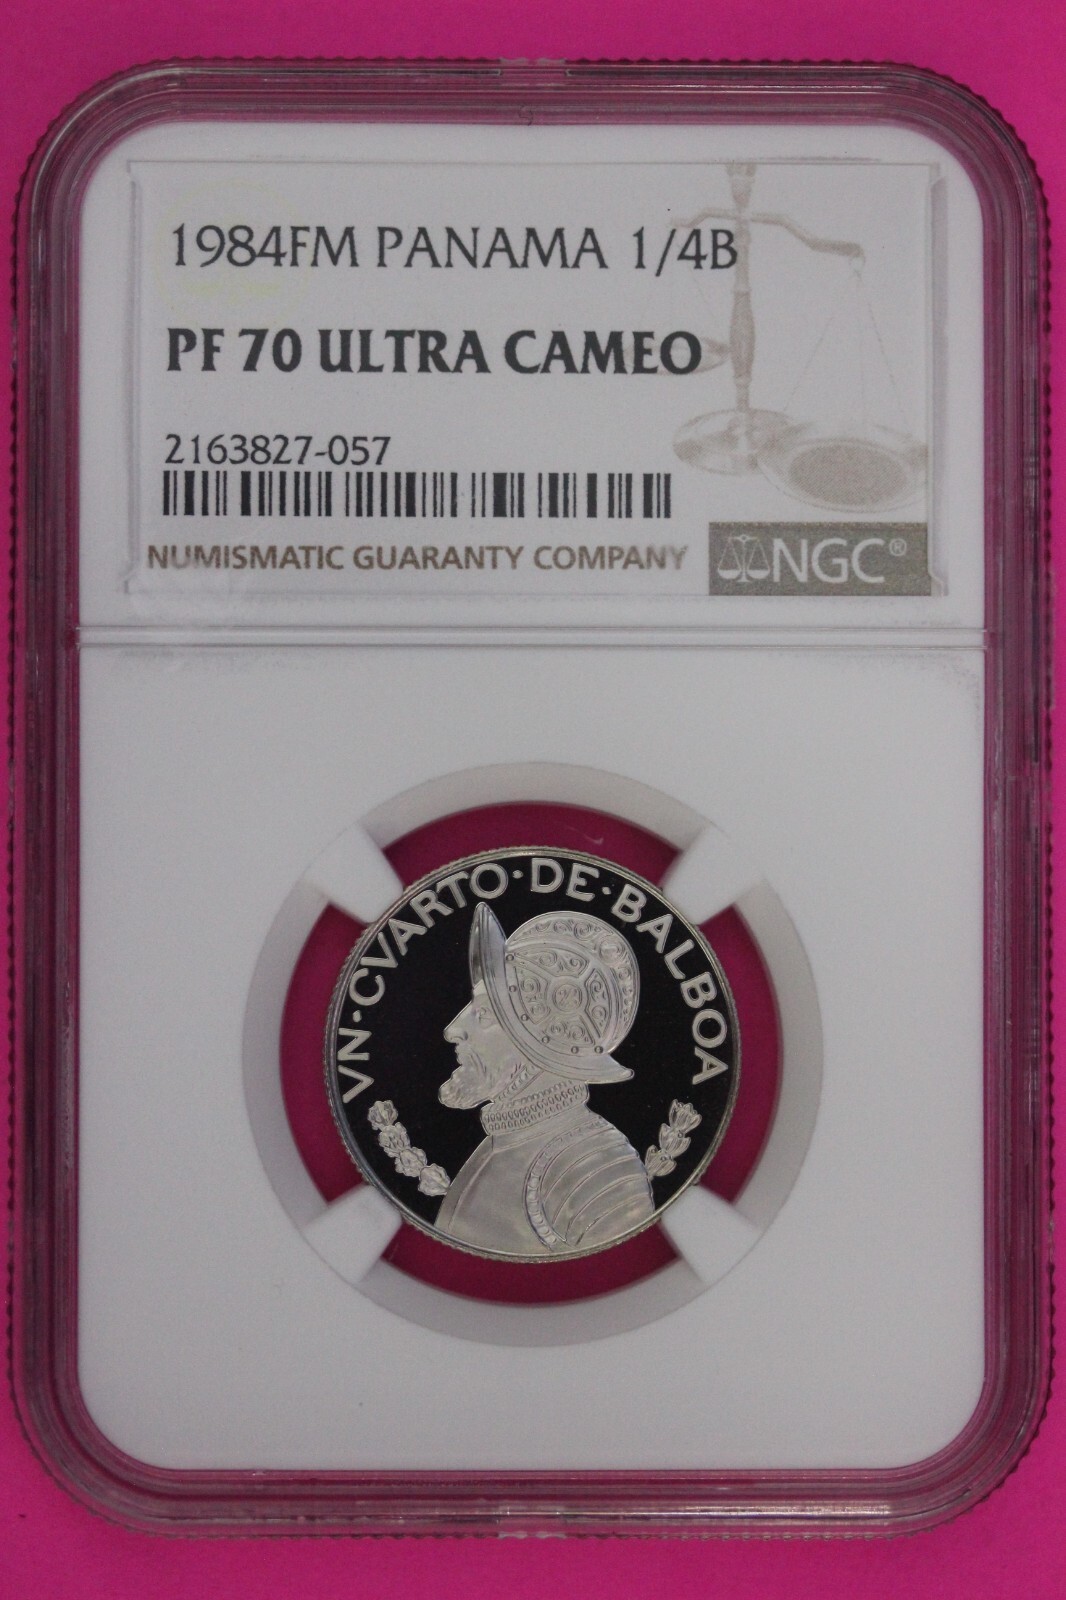 1984FM PANAMA 1/4B
PF 70 ULTRA CAMEO
2163827-057
NUMISMATIC GUARANTY COMPANY
NGC®
VN·CVARTO·DE·BALBOA